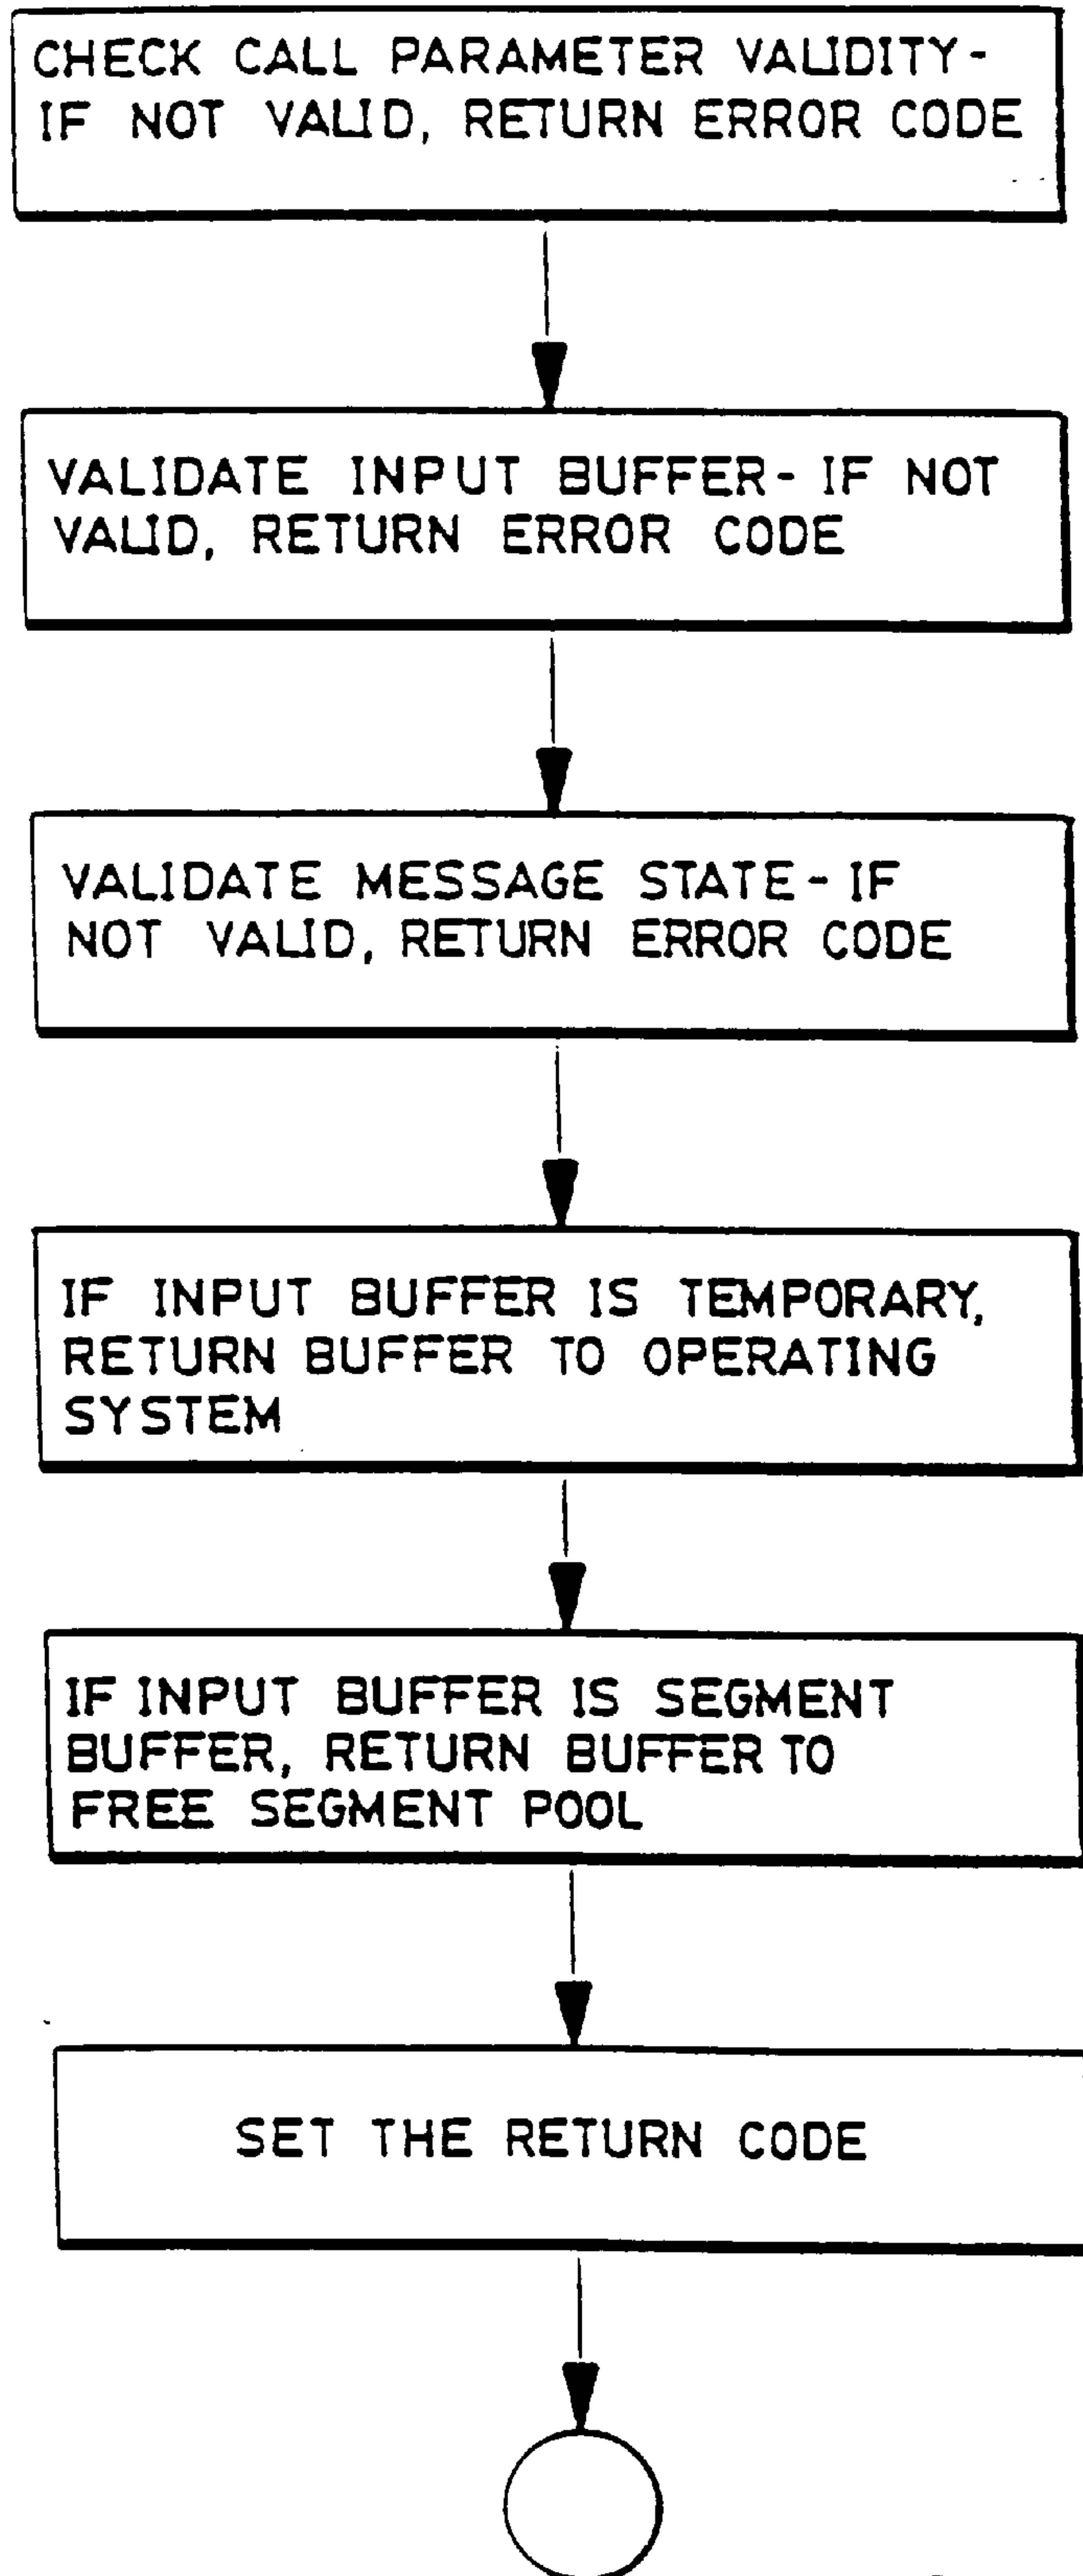 CHECK CALL PARAMETER VALIDITY-
IF NOT VALID, RETURN ERROR CODE
VALIDATE INPUT BUFFER- IF NOT
VALID, RETURN ERROR CODE
VALIDATE MESSAGE STATE- IF
NOT VALID, RETURN ERROR CODE
IF INPUT BUFFER IS TEMPORARY,
RETURN BUFFER TO OPERATING
SYSTEM
IF INPUT BUFFER IS SEGMENT
BUFFER, RETURN BUFFER TO
FREE SEGMENT POOL
SET THE RETURN CODE